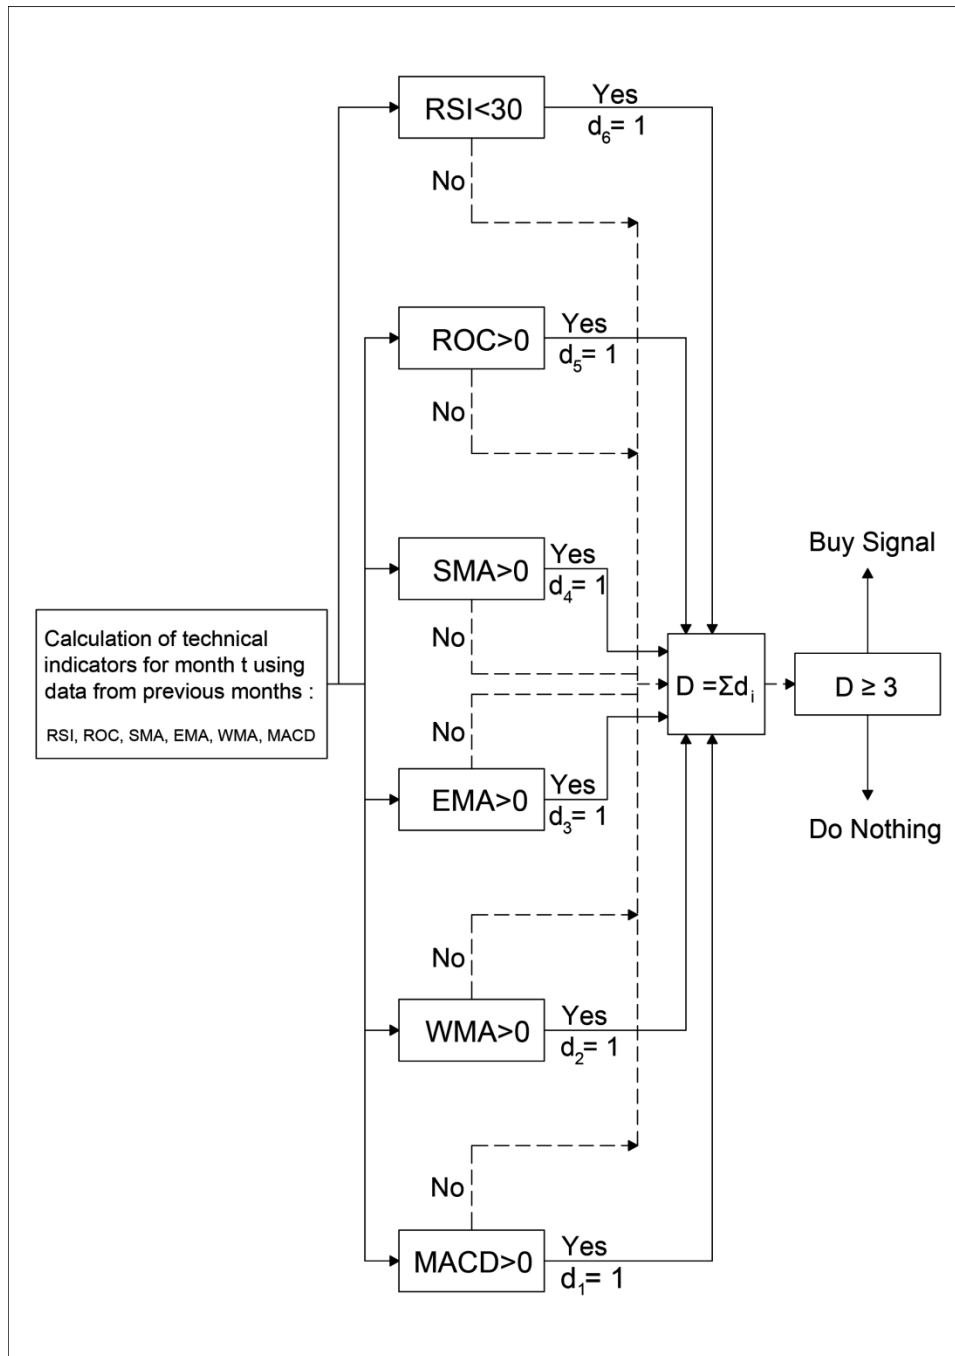 RSI<30
Yes
d₆= 1
No
ROC>0
Yes
d₅= 1
No
SMA>0
Yes
d₄= 1
No
Buy Signal
Calculation of technical
indicators for month t using
data from previous months :
RSI, ROC, SMA, EMA, WMA, MACD
D =Σdᵢ
D ≥ 3
No
EMA>0
Yes
d₃= 1
Do Nothing
No
WMA>0
Yes
d₂= 1
No
MACD>0
Yes
d₁= 1